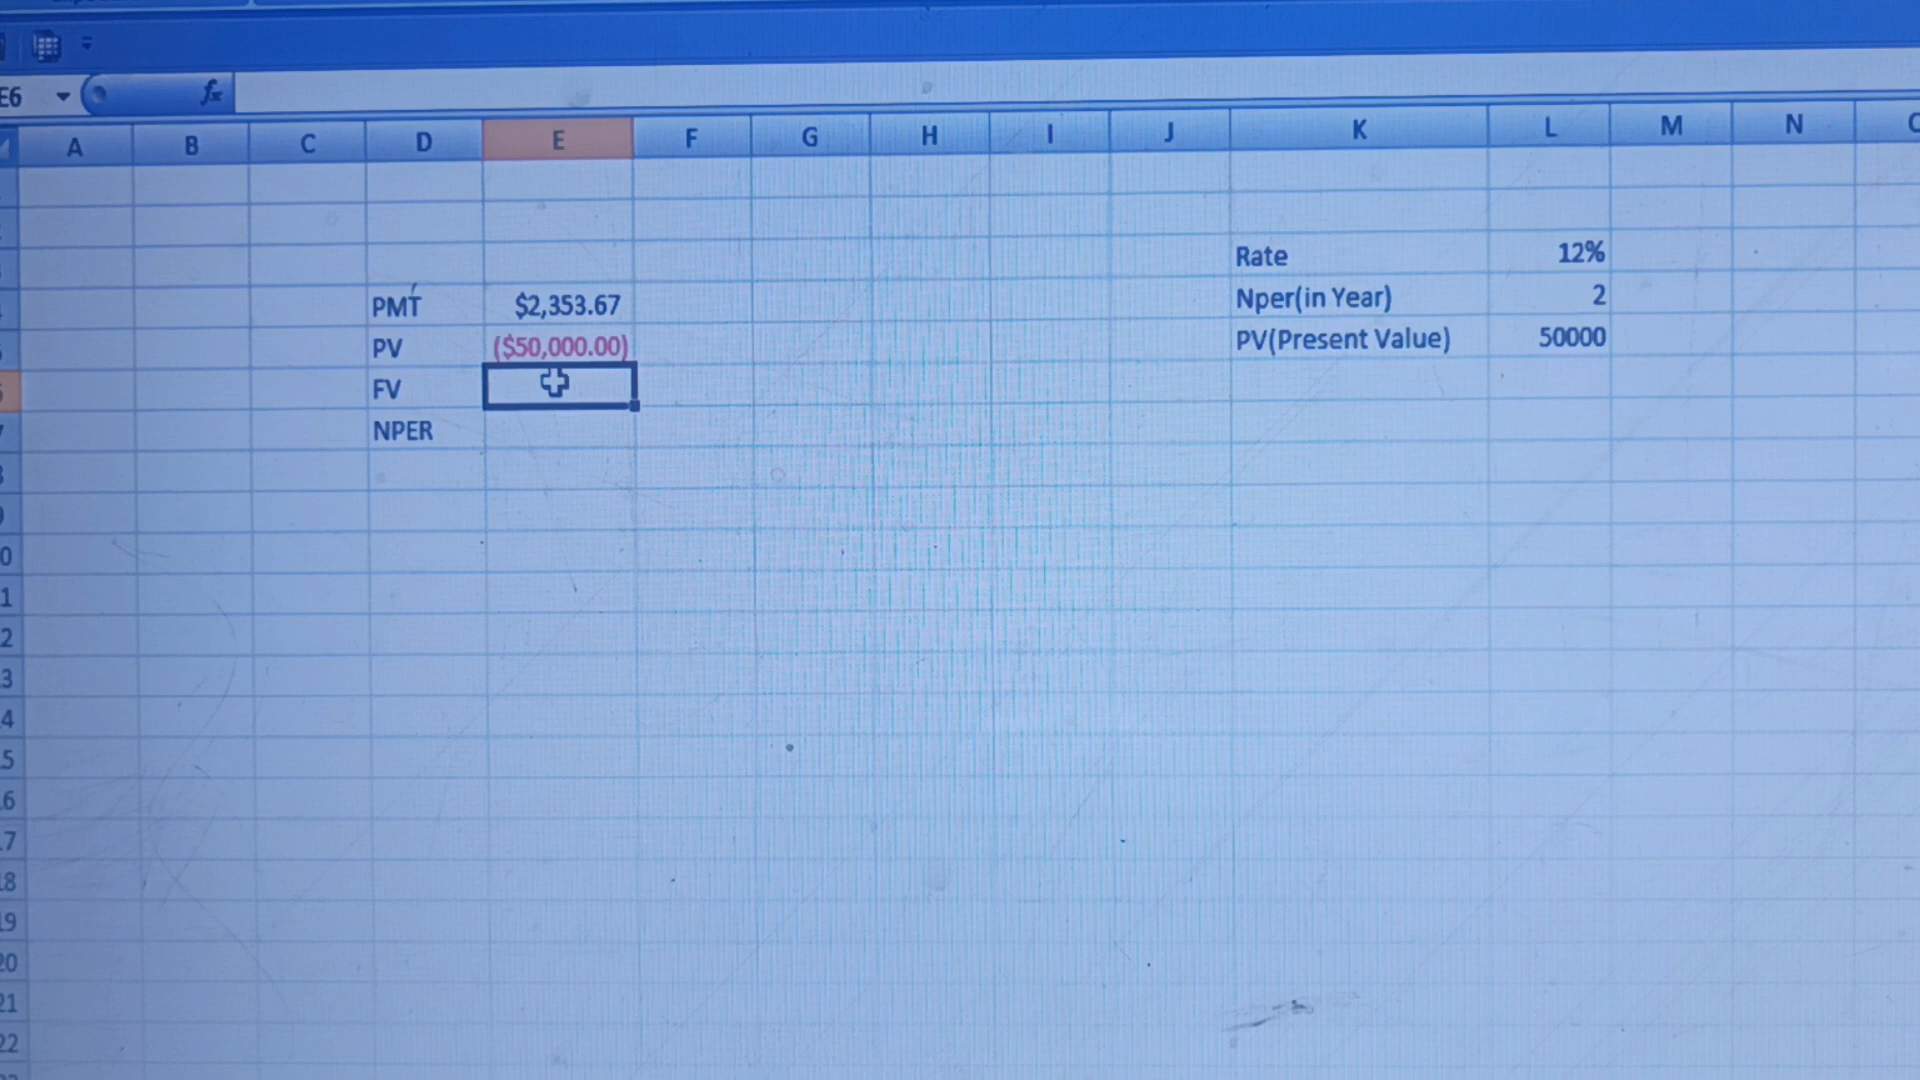 E6 fx
A B C D E F G H I J K L M N
Rate 12%
PMT $2,353.67 Nper(in Year) 2
PV ($50,000.00) PV(Present Value) 50000
FV
NPER